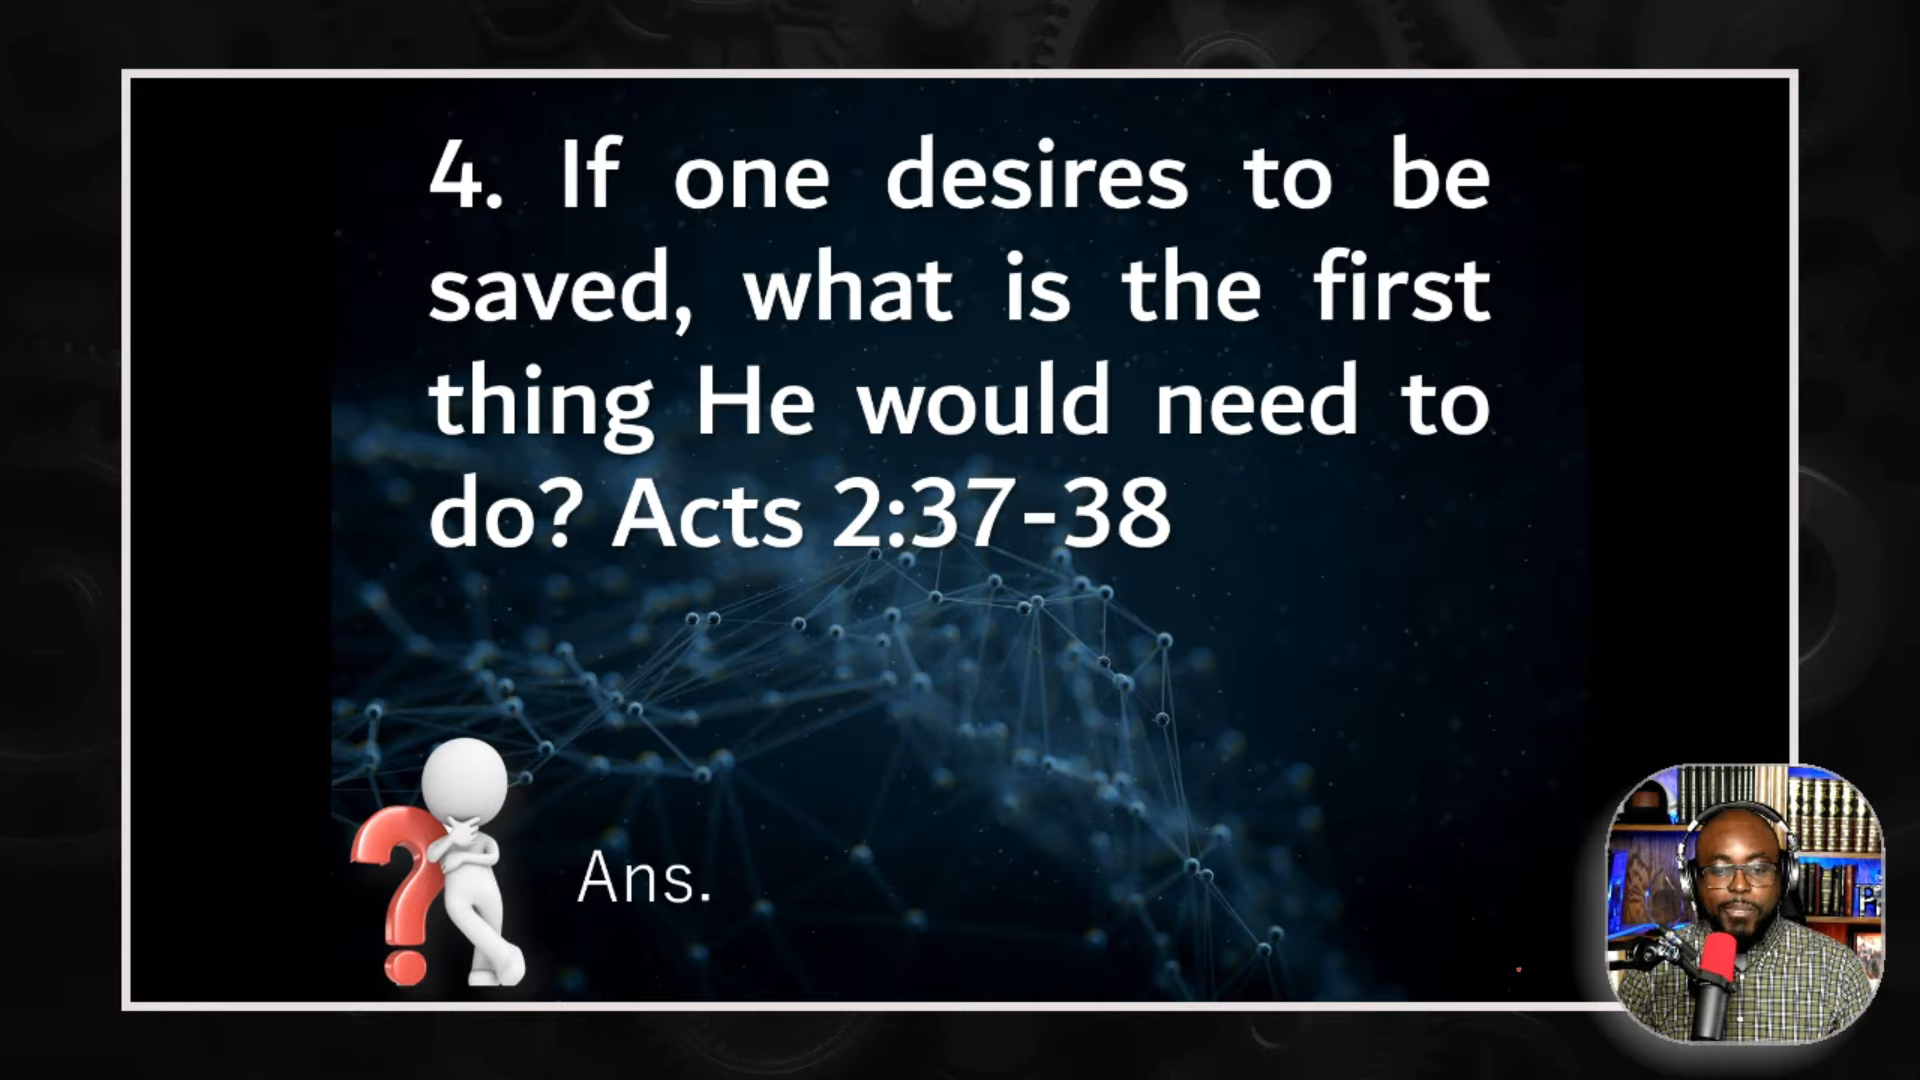 4. If one desires to be
saved, what is the first
thing He would need to
do? Acts 2:37-38
Ans.